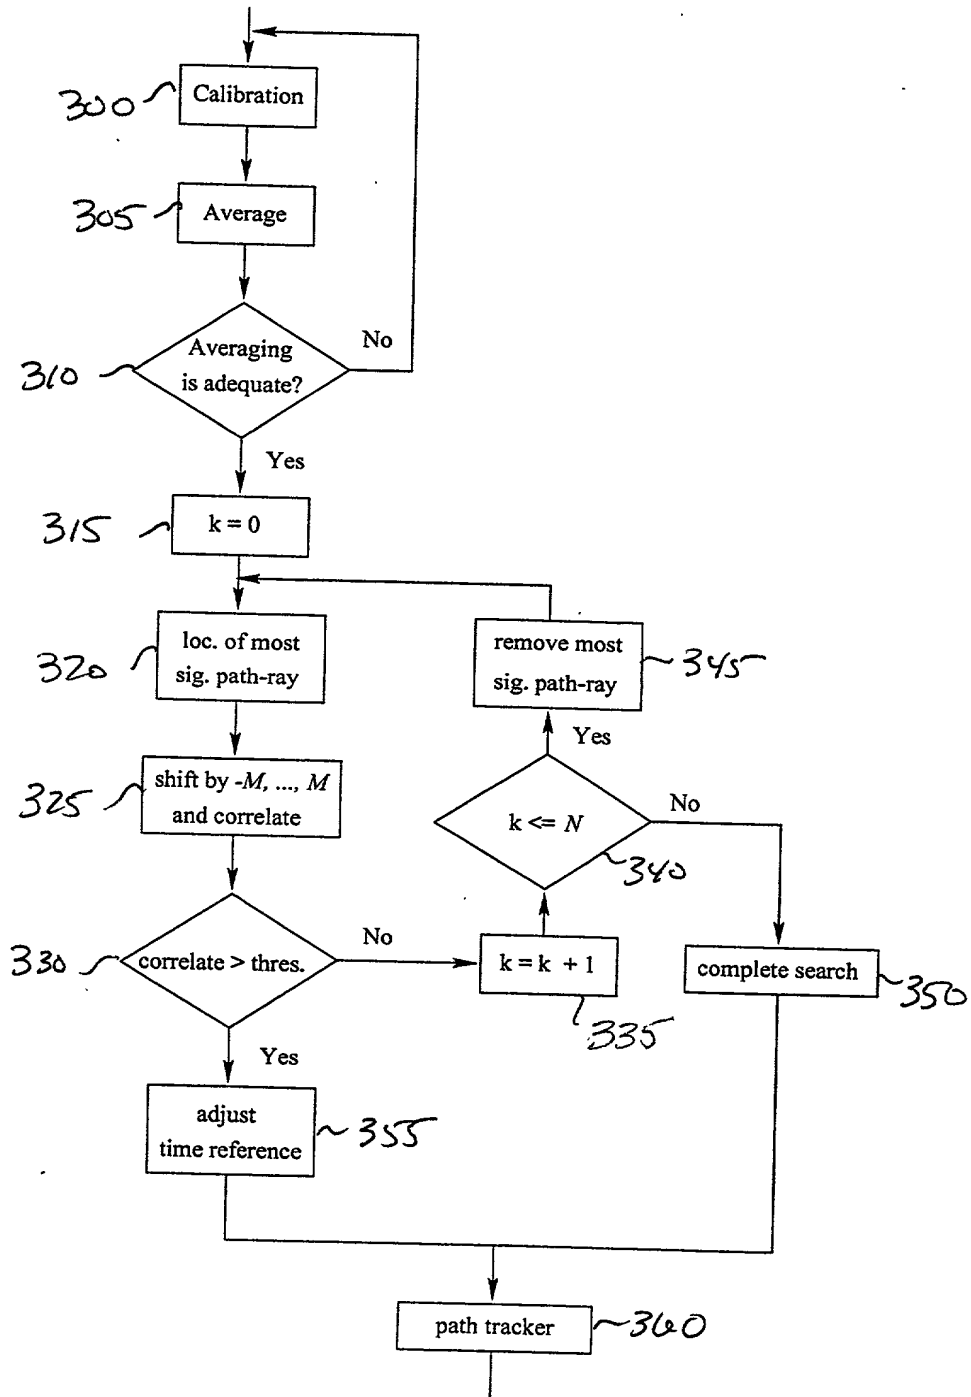 300
Calibration
305
Average
310
Averaging
is adequate?
No
Yes
315
k = 0
320
loc. of most
sig. path-ray
remove most
sig. path-ray
345
Yes
325
shift by -M, ..., M
and correlate
k <= N
No
340
330
correlate > thres.
No
k = k + 1
335
complete search
350
Yes
adjust
time reference
355
path tracker
360